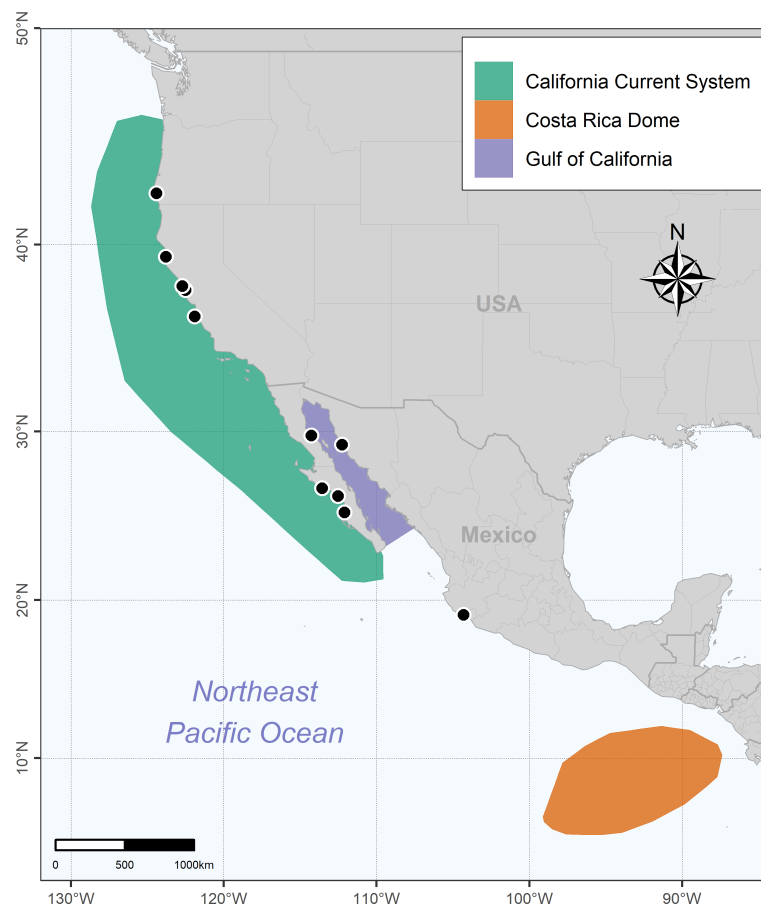 50°N
40°N
30°N
20°N
10°N
California Current System
Costa Rica Dome
Gulf of California
N
USA
Mexico
Northeast
Pacific Ocean
0 500 1000km
130°W 120°W 110°W 100°W 90°W